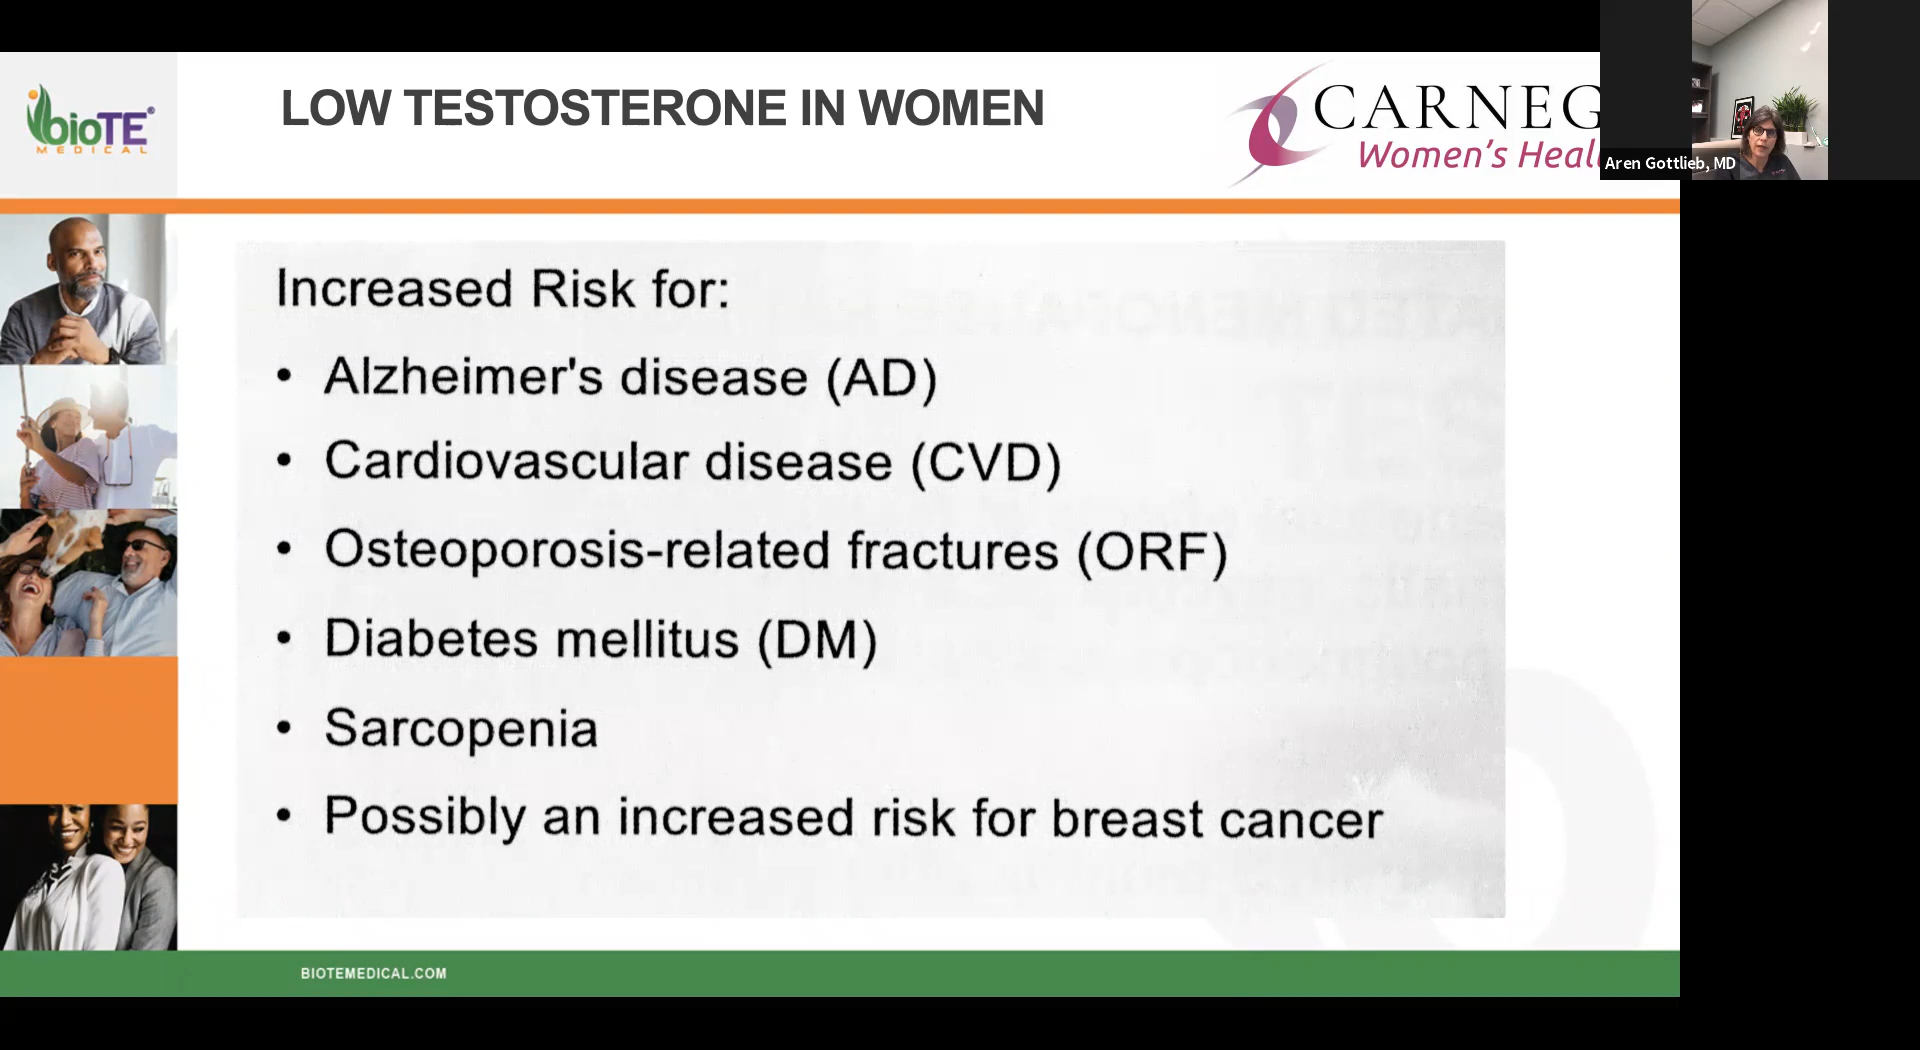 bioTE®
MEDICAL
LOW TESTOSTERONE IN WOMEN
CARNEG
Women's Heal
Aren Gottlieb, MD
Increased Risk for:
• Alzheimer's disease (AD)
• Cardiovascular disease (CVD)
• Osteoporosis-related fractures (ORF)
• Diabetes mellitus (DM)
• Sarcopenia
• Possibly an increased risk for breast cancer
BIOTEMEDICAL.COM